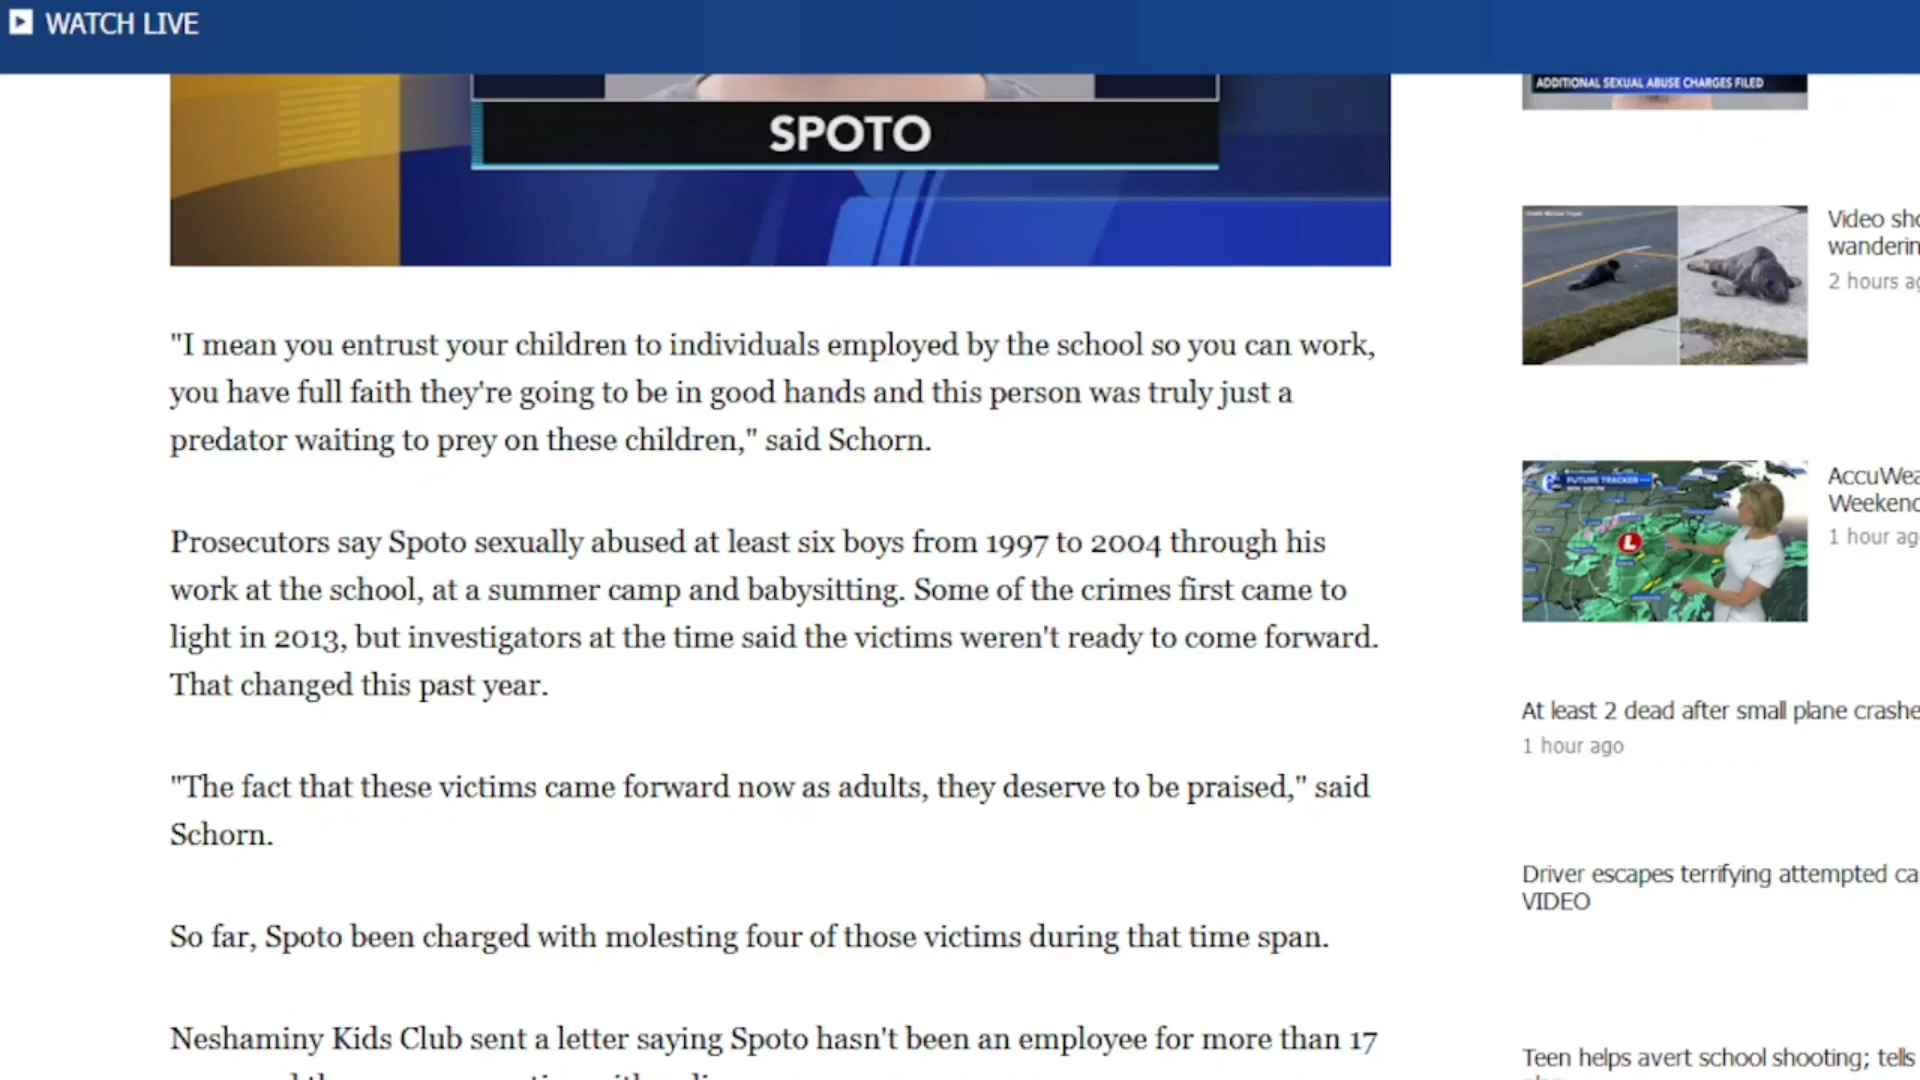 WATCH LIVE
SPOTO
"I mean you entrust your children to individuals employed by the school so you can work,
you have full faith they're going to be in good hands and this person was truly just a
predator waiting to prey on these children," said Schorn.
Prosecutors say Spoto sexually abused at least six boys from 1997 to 2004 through his
work at the school, at a summer camp and babysitting. Some of the crimes first came to
light in 2013, but investigators at the time said the victims weren't ready to come forward.
That changed this past year.
"The fact that these victims came forward now as adults, they deserve to be praised," said
Schorn.
So far, Spoto been charged with molesting four of those victims during that time span.
Neshaminy Kids Club sent a letter saying Spoto hasn't been an employee for more than 17
ADDITIONAL SEXUAL ABUSE CHARGES FILED
Video sho
wanderin
2 hours ag
FUTURE TRACKER
L
AccuWea
Weekend
1 hour ag
At least 2 dead after small plane crashe
1 hour ago
Driver escapes terrifying attempted ca
VIDEO
Teen helps avert school shooting; tells